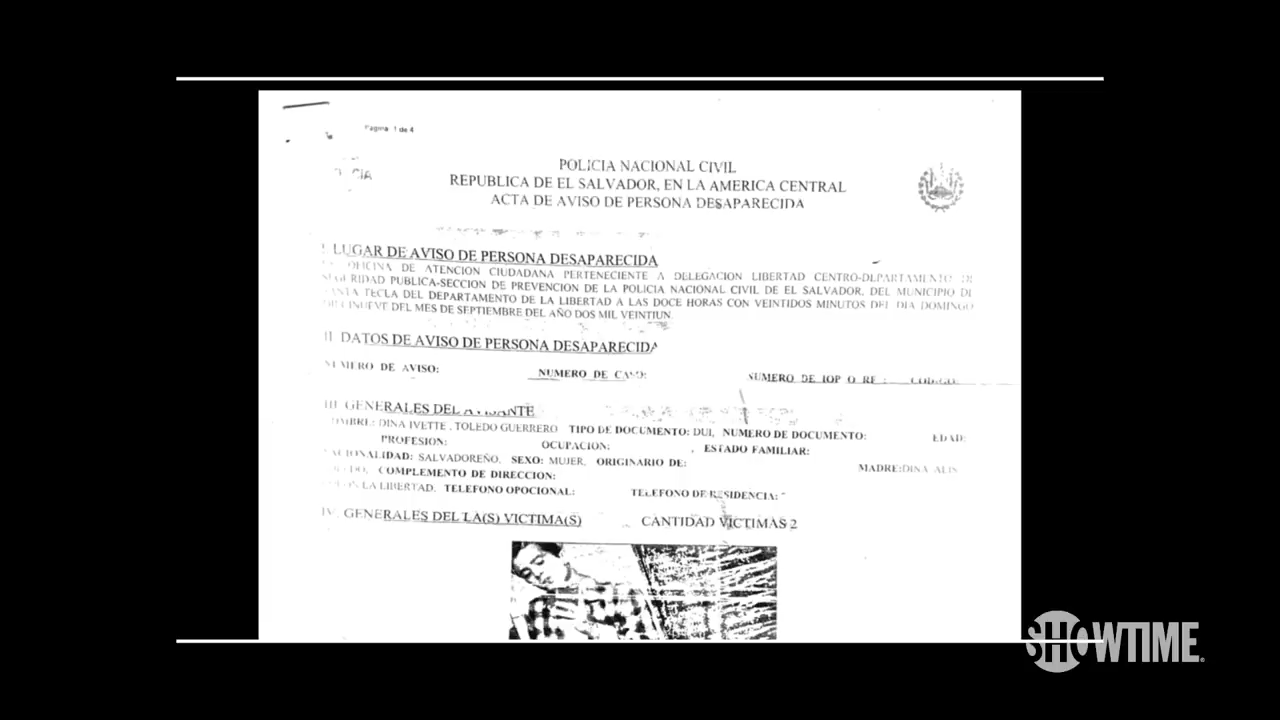 Pagina 1 de 4
POLICIA NACIONAL CIVIL
REPUBLICA DE EL SALVADOR, EN LA AMERICA CENTRAL
ACTA DE AVISO DE PERSONA DESAPARECIDA
I. LUGAR DE AVISO DE PERSONA DESAPARECIDA
OFICINA DE ATENCION CIUDADANA PERTENECIENTE A DELEGACION LIBERTAD CENTRO-DEPARTAMENTO DE
SEGURIDAD PUBLICA-SECCION DE PREVENCION DE LA POLICIA NACIONAL CIVIL DE EL SALVADOR, DEL MUNICIPIO DE
SANTA TECLA DEL DEPARTAMENTO DE LA LIBERTAD A LAS DOCE HORAS CON VEINTIDOS MINUTOS DEL DIA DOMINGO
DIECINUEVE DEL MES DE SEPTIEMBRE DEL AÑO DOS MIL VEINTIUN.
II. DATOS DE AVISO DE PERSONA DESAPARECIDA
NUMERO DE AVISO: NUMERO DE CASO: NUMERO DE IOP O RF : CODIGO:
III. GENERALES DEL AVISANTE
NOMBRE: DINA IVETTE , TOLEDO GUERRERO TIPO DE DOCUMENTO: DUI, NUMERO DE DOCUMENTO: EDAD:
PROFESION: OCUPACION: , ESTADO FAMILIAR:
NACIONALIDAD: SALVADOREÑO, SEXO: MUJER, ORIGINARIO DE: MADRE:DINA ALIS
COMPLEMENTO DE DIRECCION:
LA LIBERTAD, TELEFONO OPOCIONAL: TELEFONO DE RESIDENCIA:
IV. GENERALES DEL LA(S) VICTIMA(S) CANTIDAD VICTIMAS 2
SHOWTIME